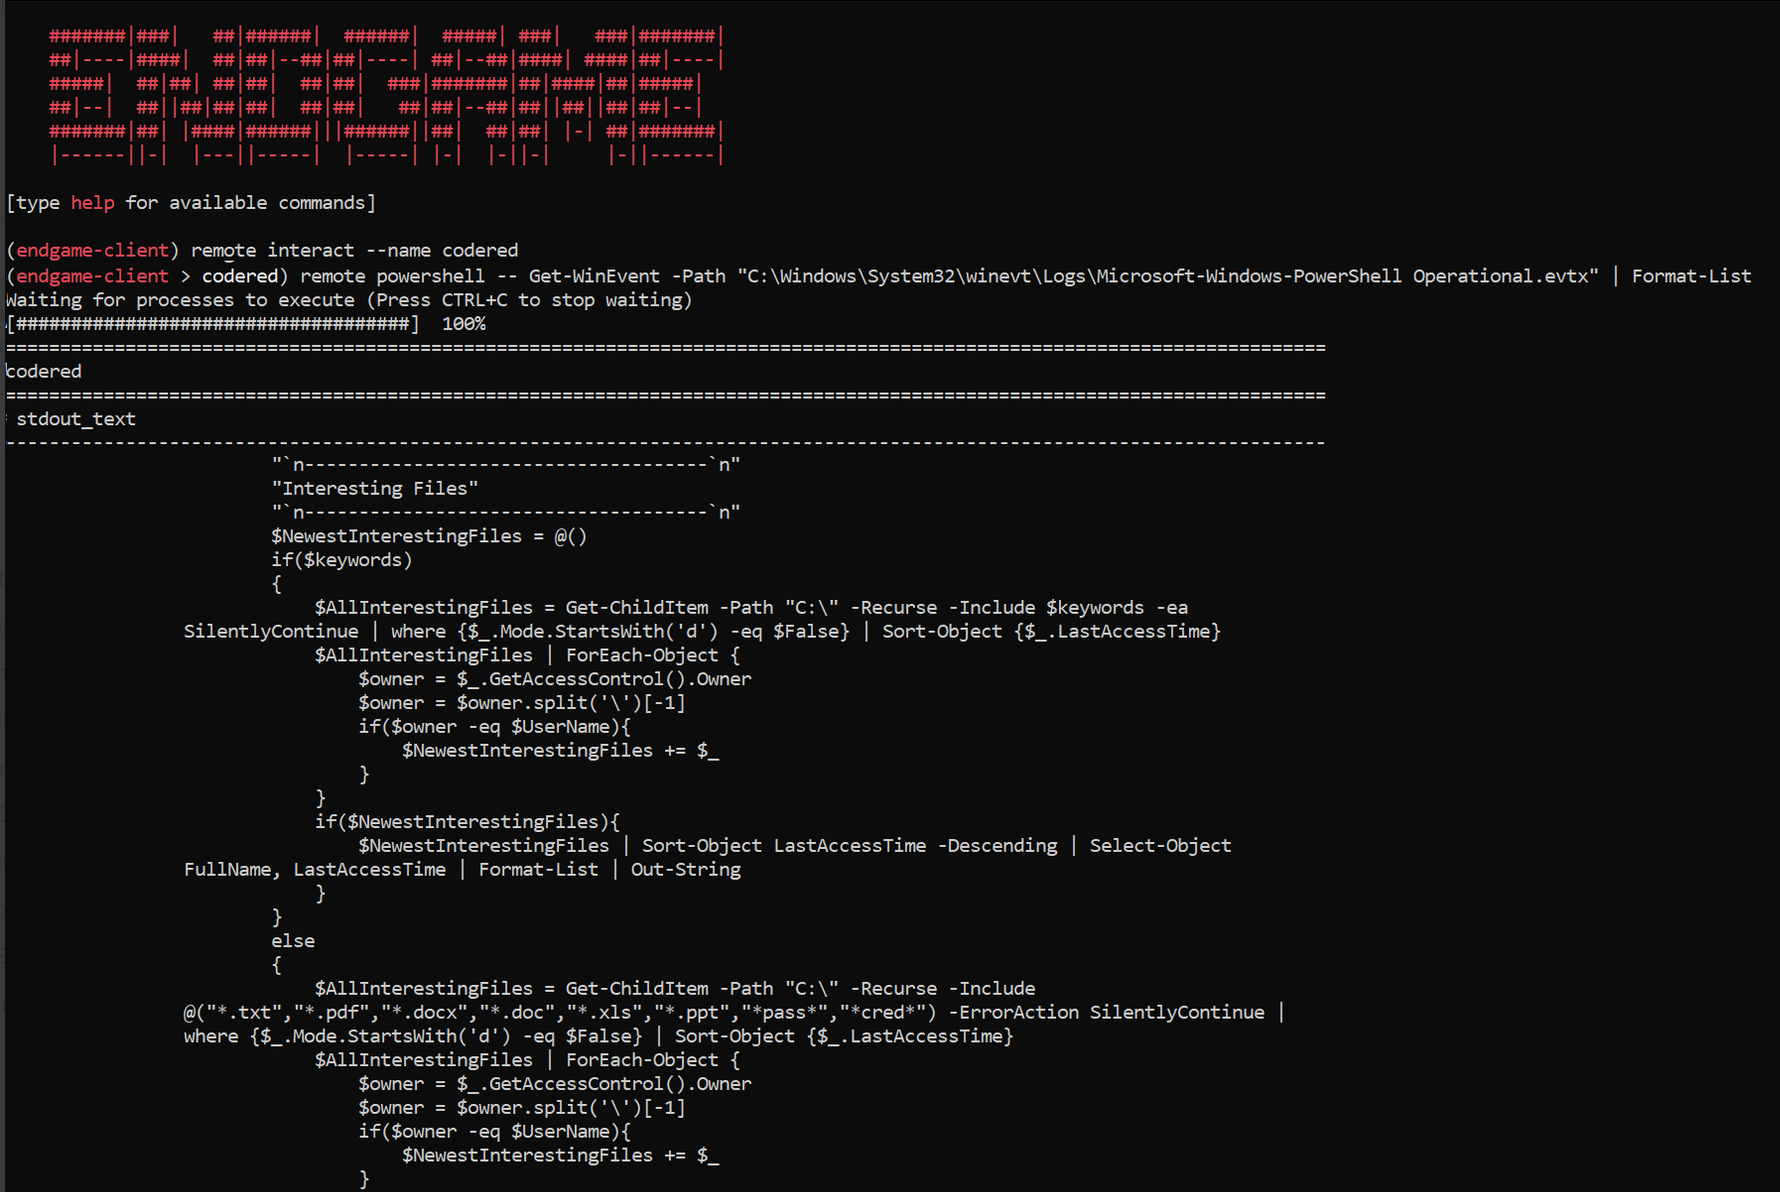 #######|###|   ##|######|  ######|  #####| ###|   ###|#######|
##|----|####|  ##|##|--##|##|----| ##|--##|####| ####|##|----|
#####|  ##|##| ##|##|  ##|##|  ###|#######|##|####|##|#####|
##|--|  ##||##|##|##|  ##|##|   ##|##|--##|##||##||##|##|--|
#######|##| |####|######|||######||##|  ##|##| |-| ##|#######|
|------||-|  |---||-----|  |-----| |-|  |-||-|     |-||------|
[type help for available commands]
(endgame-client) remote interact --name codered
(endgame-client > codered) remote powershell -- Get-WinEvent -Path "C:\Windows\System32\winevt\Logs\Microsoft-Windows-PowerShell Operational.evtx" | Format-List
Waiting for processes to execute (Press CTRL+C to stop waiting)
[####################################]  100%
=========================================================================================================================
codered
=========================================================================================================================
stdout_text
-------------------------------------------------------------------------------------------------------------------------
"`n-------------------------------------`n"
"Interesting Files"
"`n-------------------------------------`n"
$NewestInterestingFiles = @()
if($keywords)
{
$AllInterestingFiles = Get-ChildItem -Path "C:\" -Recurse -Include $keywords -ea
SilentlyContinue | where {$_.Mode.StartsWith('d') -eq $False} | Sort-Object {$_.LastAccessTime}
$AllInterestingFiles | ForEach-Object {
$owner = $_.GetAccessControl().Owner
$owner = $owner.split('\')[-1]
if($owner -eq $UserName){
$NewestInterestingFiles += $_
}
}
if($NewestInterestingFiles){
$NewestInterestingFiles | Sort-Object LastAccessTime -Descending | Select-Object
FullName, LastAccessTime | Format-List | Out-String
}
}
else
{
$AllInterestingFiles = Get-ChildItem -Path "C:\" -Recurse -Include
@("*.txt","*.pdf","*.docx","*.doc","*.xls","*.ppt","*pass*","*cred*") -ErrorAction SilentlyContinue |
where {$_.Mode.StartsWith('d') -eq $False} | Sort-Object {$_.LastAccessTime}
$AllInterestingFiles | ForEach-Object {
$owner = $_.GetAccessControl().Owner
$owner = $owner.split('\')[-1]
if($owner -eq $UserName){
$NewestInterestingFiles += $_
}